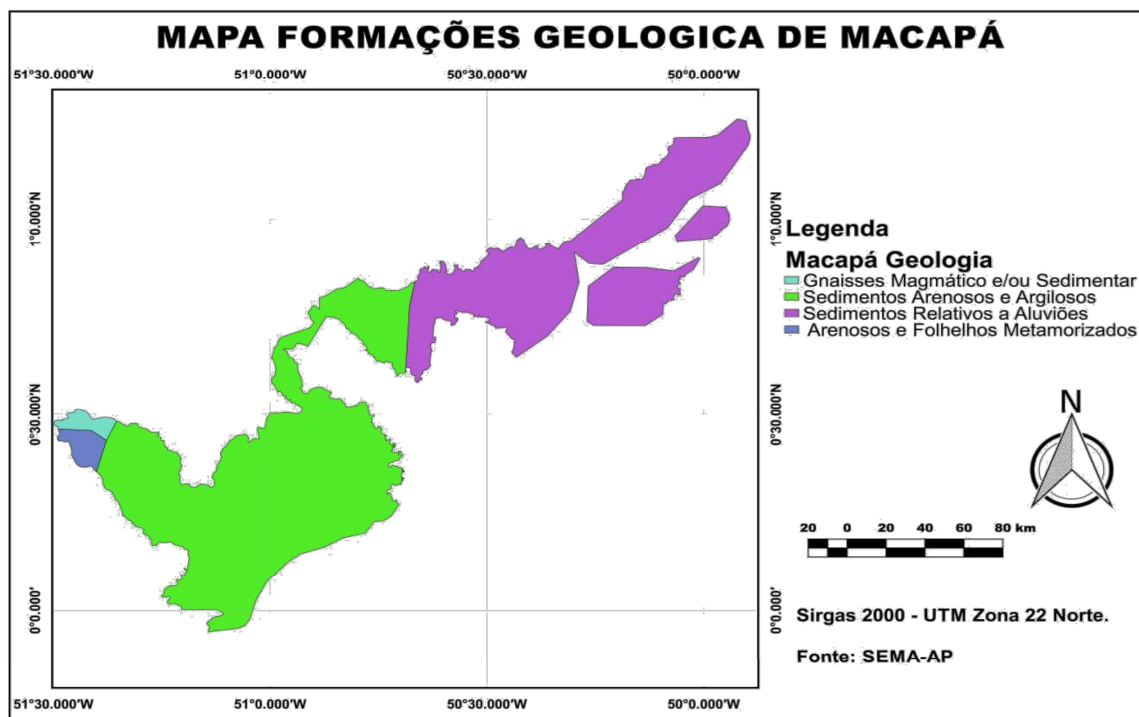 MAPA FORMAÇÕES GEOLOGICA DE MACAPÁ
51°30.000'W 51°0.000'W 50°30.000'W 50°0.000'W
1°0.000'N 1°0.000'N
0°30.000'N 0°30.000'N
0°0.000' 0°0.000'
51°30.000'W 51°0.000'W 50°30.000'W 50°0.000'W
Legenda
Macapá Geologia
Gnaisses Magmático e/ou Sedimentar
Sedimentos Arenosos e Argilosos
Sedimentos Relativos a Aluviões
Arenosos e Folhelhos Metamorizados
N
20 0 20 40 60 80 km
Sirgas 2000 - UTM Zona 22 Norte.
Fonte: SEMA-AP